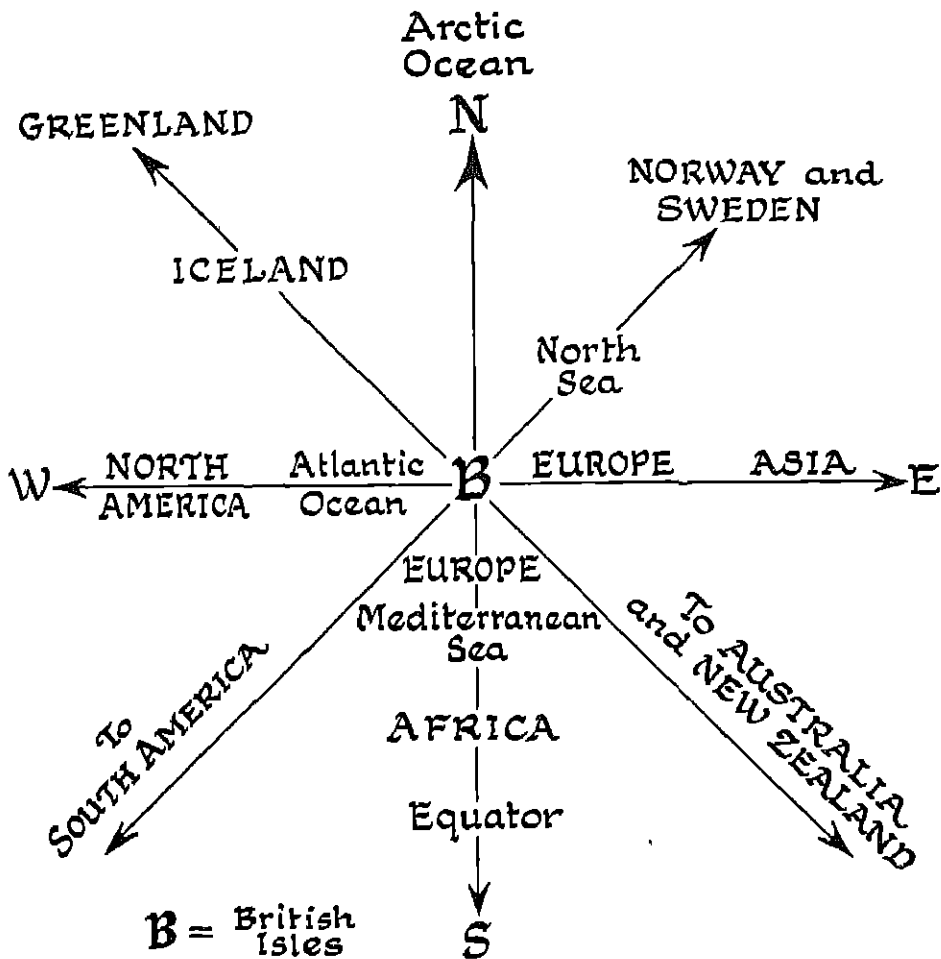 Arctic
Ocean
N
GREENLAND
NORWAY and
SWEDEN
ICELAND
North
Sea
W
NORTH
AMERICA
Atlantic
Ocean
B
EUROPE
ASIA
E
EUROPE
Mediterranean
Sea
To
SOUTH AMERICA
To AUSTRALIA
and NEW ZEALAND
AFRICA
Equator
S
B = British
Isles